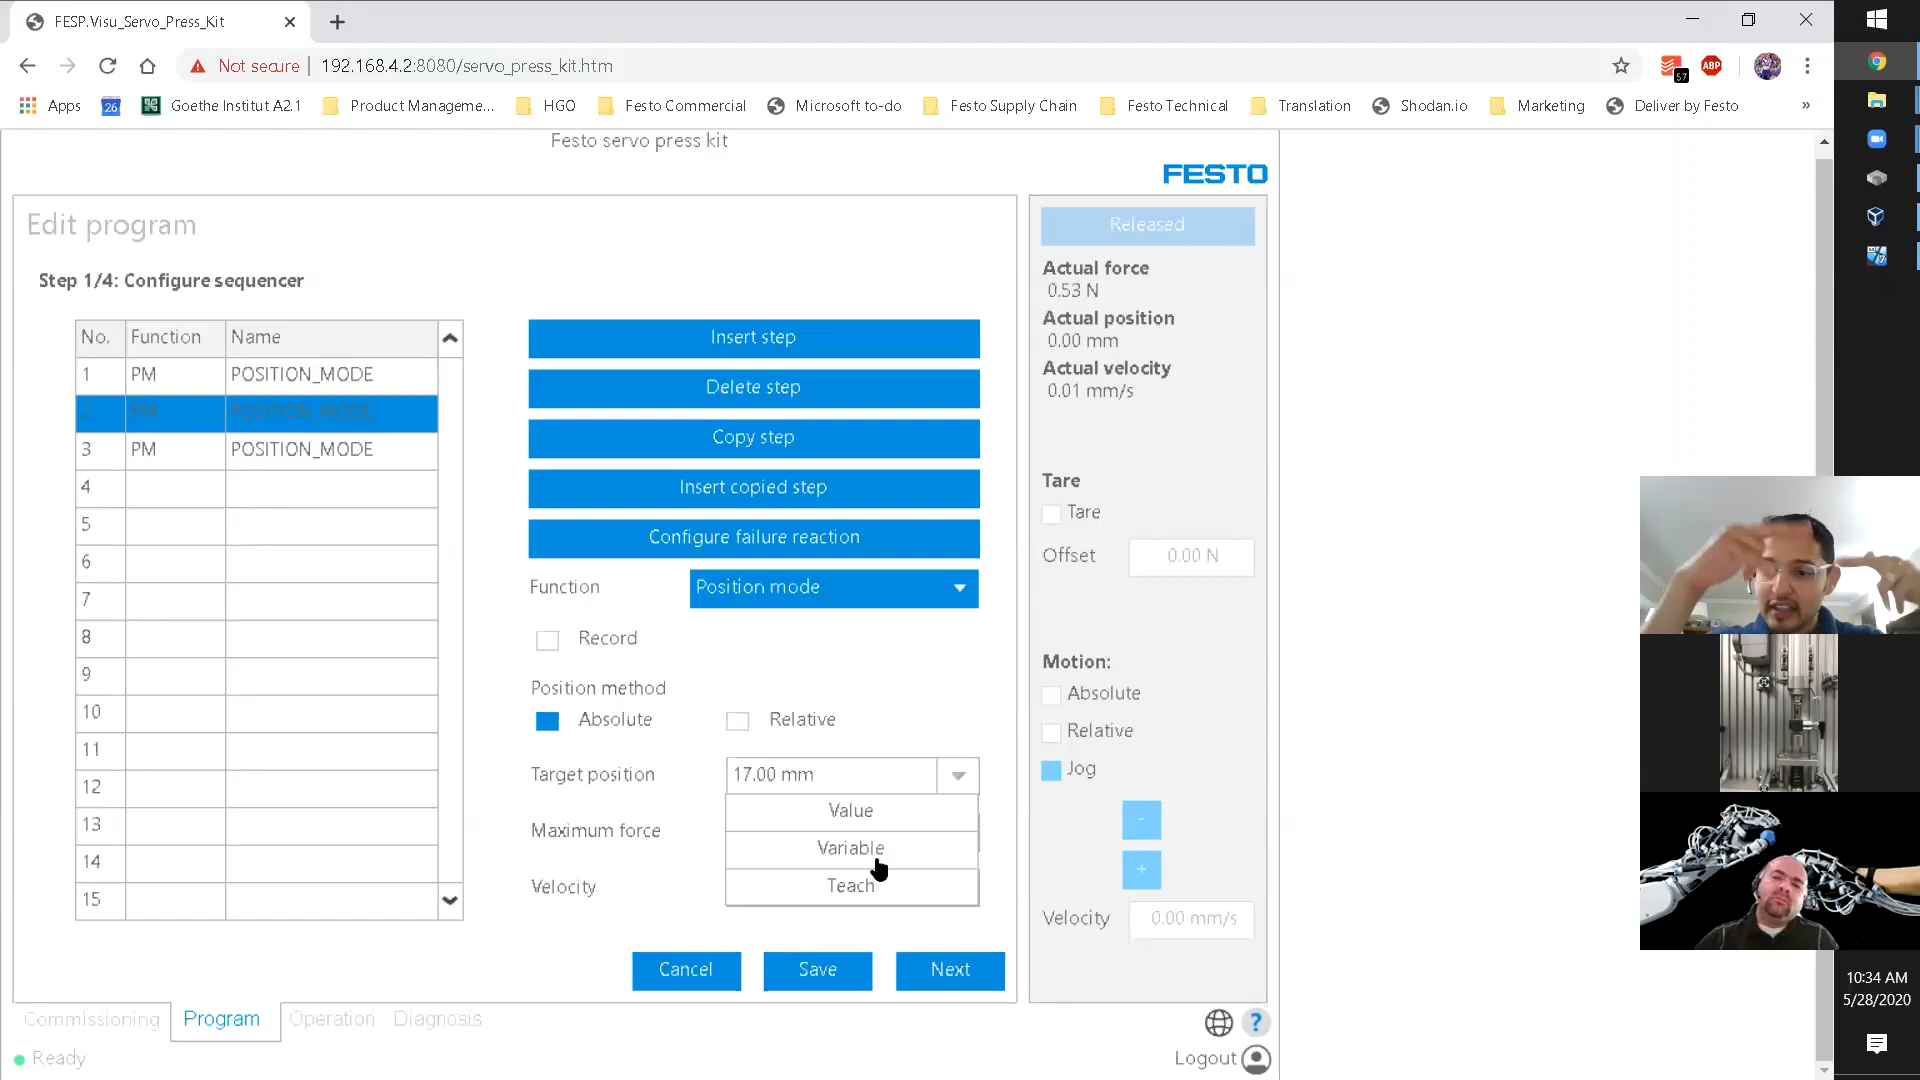 FESP.Visu_Servo_Press_Kit
Not secure
192.168.4.2:8080/servo_press_kit.htm
57
ABP
Apps
26
Goethe Institut A2.1
Product Manageme...
HGO
Festo Commercial
Microsoft to-do
Festo Supply Chain
Festo Technical
Translation
Shodan.io
Marketing
Deliver by Festo
»
Festo servo press kit
FESTO
Edit program
Step 1/4: Configure sequencer
No. Function Name
1 PM POSITION_MODE
2 PM POSITION_MODE
3 PM POSITION_MODE
4
5
6
7
8
9
10
11
12
13
14
15
Insert step
Delete step
Copy step
Insert copied step
Configure failure reaction
Function Position mode
Record
Position method
Absolute Relative
Target position 17.00 mm
Value
Maximum force
Variable
Velocity
Teach
Cancel Save Next
Released
Actual force
0.53 N
Actual position
0.00 mm
Actual velocity
0.01 mm/s
Tare
Tare
Offset 0.00 N
Motion:
Absolute
Relative
Jog
-
+
Velocity 0.00 mm/s
Commissioning Program Operation Diagnosis
?
Ready
Logout
10:34 AM
5/28/2020